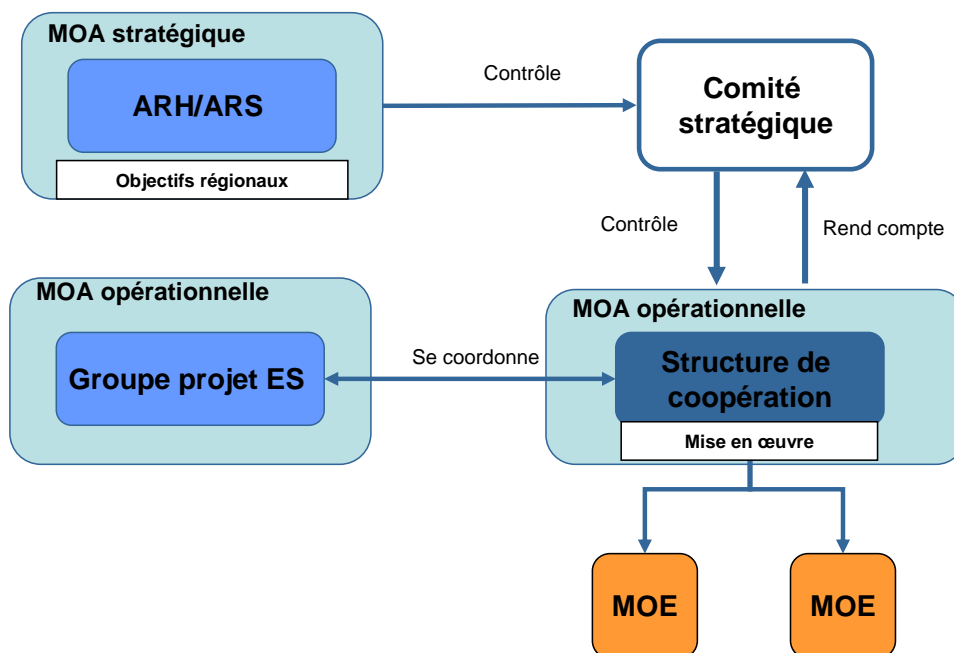 MOA stratégique
ARH/ARS
Objectifs régionaux
Contrôle
Comité
stratégique
Contrôle
Rend compte
MOA opérationnelle
Groupe projet ES
Se coordonne
MOA opérationnelle
Structure de
coopération
Mise en œuvre
MOE
MOE